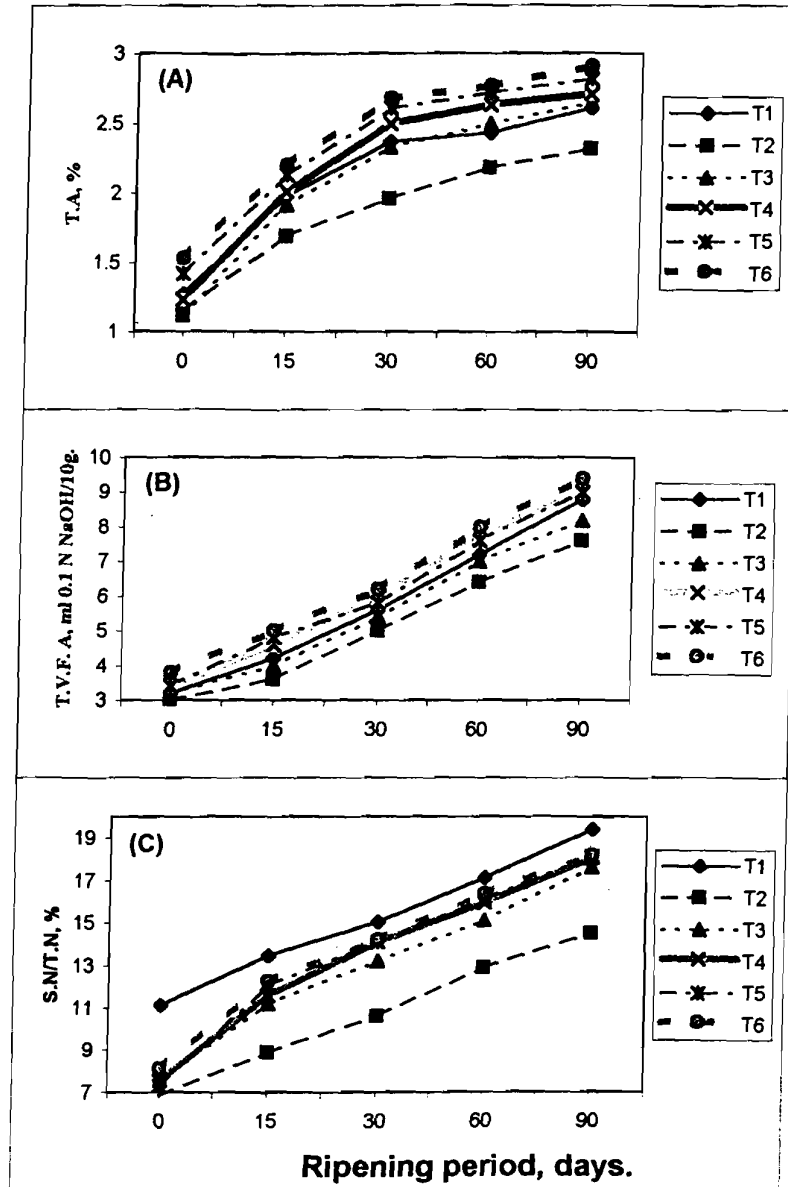 (A)
T.A, %
3
2.5
2
1.5
1
0
15
30
60
90
T1
T2
T3
T4
T5
T6
(B)
T.V.F. A, ml 0.1 N NaOH/10g.
10
9
8
7
6
5
4
3
0
15
30
60
90
T1
T2
T3
T4
T5
T6
(C)
S.N/T.N, %
19
17
15
13
11
9
7
0
15
30
60
90
T1
T2
T3
T4
T5
T6
Ripening period, days.